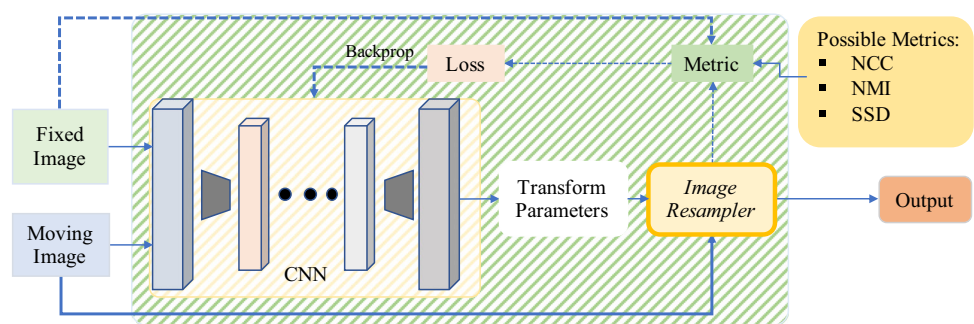 Possible Metrics:
▪ NCC
▪ NMI
▪ SSD
Backprop
Loss
Metric
Fixed
Image
Moving
Image
CNN
Transform
Parameters
Image
Resampler
Output